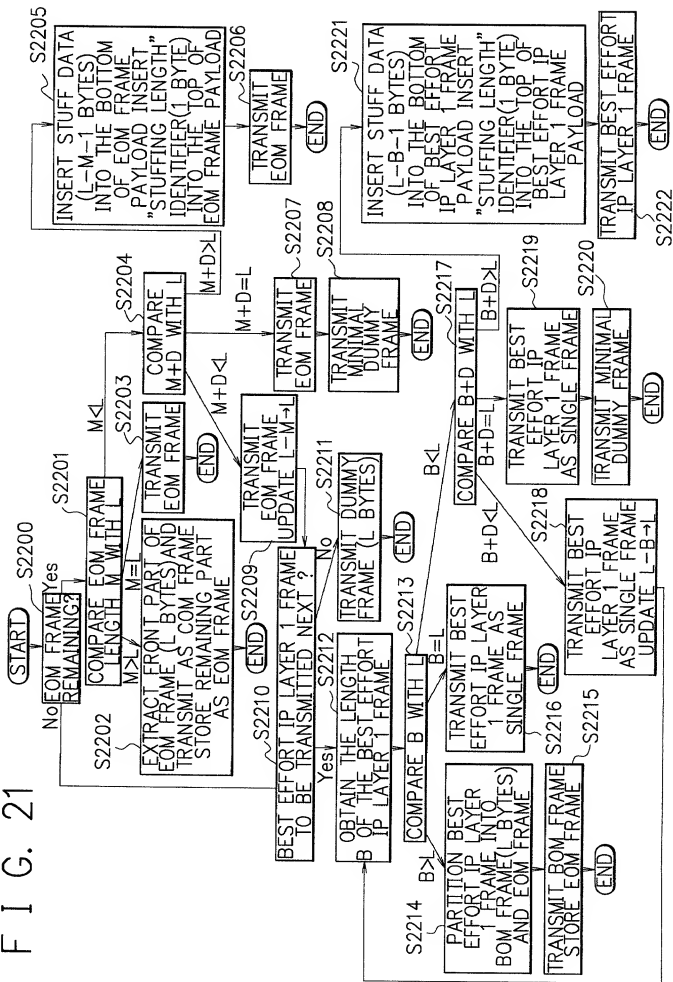 F I G. 21
START
S2200
EOM FRAME
REMAINING?
Yes
No
S2201
COMPARE EOM FRAME
LENGTH M WITH L
M>L
M=L
M<L
S2202
EXTRACT FRONT PART OF
EOM FRAME (L BYTES) AND
TRANSMIT AS COM FRAME
STORE REMAINING PART
AS EOM FRAME
END
S2203
TRANSMIT
EOM FRAME
END
S2204
COMPARE
M+D WITH L
M+D>L
M+D=L
M+D<L
S2205
INSERT STUFF DATA
(L-M-1 BYTES)
INTO THE BOTTOM
OF EOM FRAME
PAYLOAD INSERT
"STUFFING LENGTH"
IDENTIFIER(1 BYTE)
INTO THE TOP OF
EOM FRAME PAYLOAD
S2206
TRANSMIT
EOM FRAME
END
S2207
TRANSMIT
EOM FRAME
S2208
TRANSMIT
MINIMAL
DUMMY
FRAME
END
S2209
TRANSMIT
EOM FRAME
UPDATE L-M→L
S2210
BEST EFFORT IP LAYER 1 FRAME
TO BE TRANSMITTED NEXT ?
Yes
No
S2211
TRANSMIT DUMMY
FRAME (L BYTES)
END
S2212
OBTAIN THE LENGTH
B OF THE BEST EFFORT
IP LAYER 1 FRAME
S2213
COMPARE B WITH L
B>L
B=L
B<L
S2214
PARTITION BEST
EFFORT IP LAYER
1 FRAME INTO
BOM FRAME(L BYTES)
AND EOM FRAME
S2215
TRANSMIT BOM FRAME
STORE EOM FRAME
END
TRANSMIT BEST
EFFORT IP LAYER
1 FRAME AS
SINGLE FRAME
S2216
END
S2217
COMPARE B+D WITH L
B+D>L
B+D=L
B+D<L
S2218
TRANSMIT BEST
EFFORT IP
LAYER 1 FRAME
AS SINGLE FRAME
UPDATE L-B→L
S2219
TRANSMIT BEST
EFFORT IP
LAYER 1 FRAME
AS SINGLE FRAME
S2220
TRANSMIT MINIMAL
DUMMY FRAME
END
S2221
INSERT STUFF DATA
(L-B-1 BYTES)
INTO THE BOTTOM
OF BEST EFFORT
IP LAYER 1 FRAME
PAYLOAD INSERT
"STUFFING LENGTH"
IDENTIFIER(1 BYTE)
INTO THE TOP OF
BEST EFFORT IP
LAYER 1 FRAME
PAYLOAD
TRANSMIT BEST EFFORT
IP LAYER 1 FRAME
S2222
END